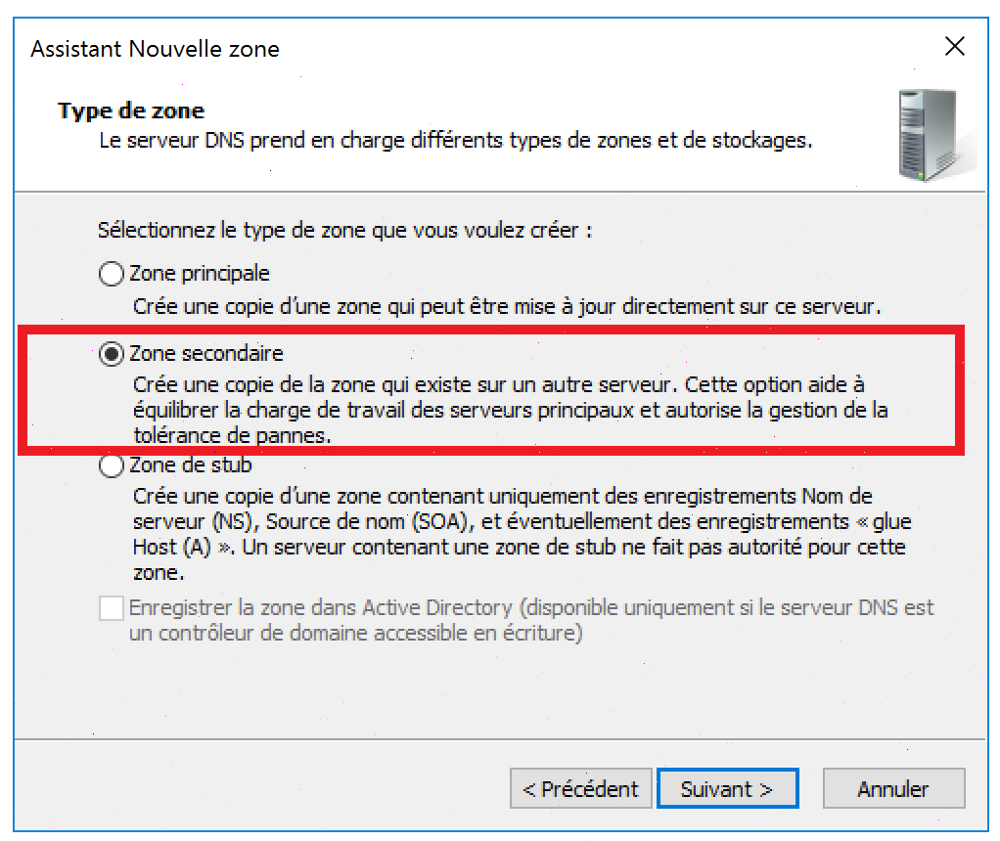 Assistant Nouvelle zone
Type de zone
Le serveur DNS prend en charge différents types de zones et de stockages.
Sélectionnez le type de zone que vous voulez créer :
Zone principale
Crée une copie d'une zone qui peut être mise à jour directement sur ce serveur.
Zone secondaire
Crée une copie de la zone qui existe sur un autre serveur. Cette option aide à
équilibrer la charge de travail des serveurs principaux et autorise la gestion de la
tolérance de pannes.
Zone de stub
Crée une copie d'une zone contenant uniquement des enregistrements Nom de
serveur (NS), Source de nom (SOA), et éventuellement des enregistrements « glue
Host (A) ». Un serveur contenant une zone de stub ne fait pas autorité pour cette
zone.
Enregistrer la zone dans Active Directory (disponible uniquement si le serveur DNS est
un contrôleur de domaine accessible en écriture)
< Précédent
Suivant >
Annuler